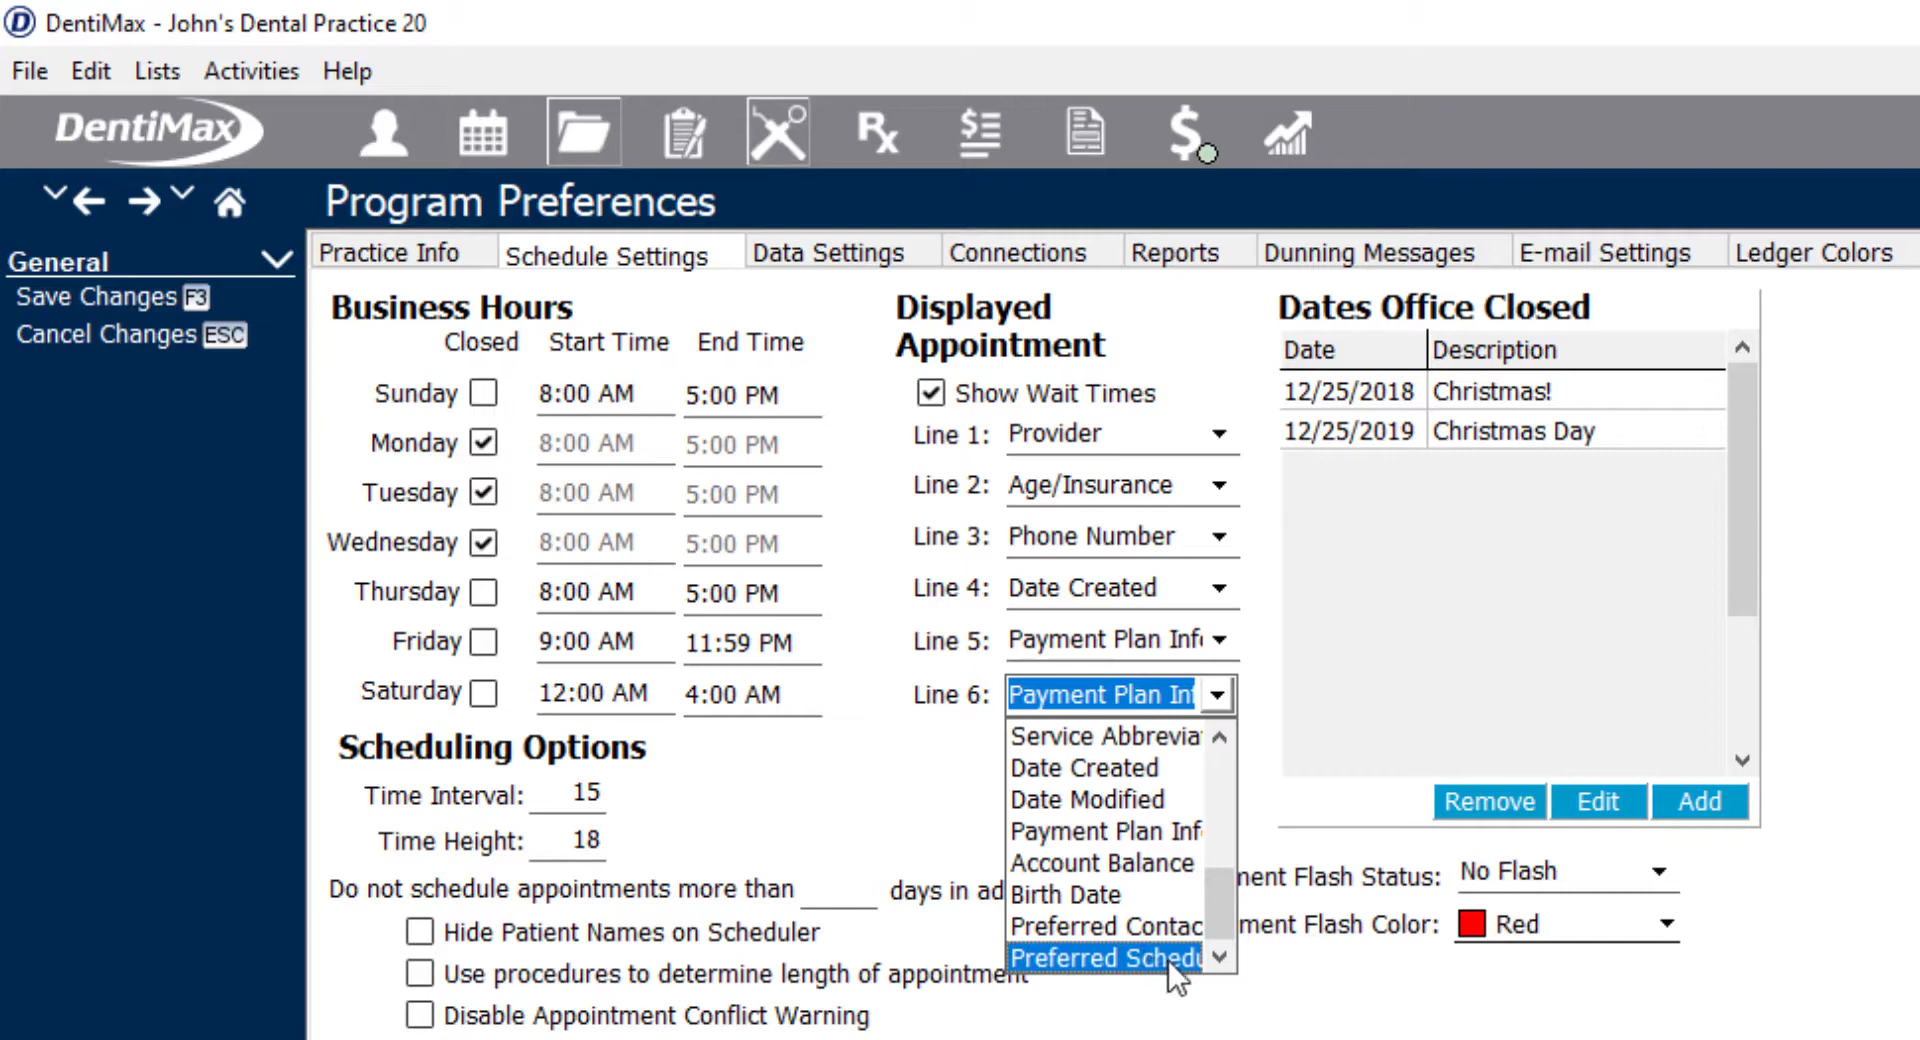 DentiMax - John's Dental Practice 20
File Edit Lists Activities Help
DentiMax
Rx
Program Preferences
General
Save Changes F3
Cancel Changes ESC
Practice Info Schedule Settings Data Settings Connections Reports Dunning Messages E-mail Settings Ledger Colors
Business Hours
Closed Start Time End Time
Sunday 8:00 AM 5:00 PM
Monday 8:00 AM 5:00 PM
Tuesday 8:00 AM 5:00 PM
Wednesday 8:00 AM 5:00 PM
Thursday 8:00 AM 5:00 PM
Friday 9:00 AM 11:59 PM
Saturday 12:00 AM 4:00 AM
Scheduling Options
Time Interval: 15
Time Height: 18
Do not schedule appointments more than days in ad
Hide Patient Names on Scheduler
Use procedures to determine length of appointment
Disable Appointment Conflict Warning
Displayed
Appointment
Show Wait Times
Line 1: Provider
Line 2: Age/Insurance
Line 3: Phone Number
Line 4: Date Created
Line 5: Payment Plan Inf
Line 6: Payment Plan Inf
Service Abbrevia
Date Created
Date Modified
Payment Plan Inf
Account Balance
Birth Date
Preferred Contac
Preferred Schedu
Dates Office Closed
Date Description
12/25/2018 Christmas!
12/25/2019 Christmas Day
Remove Edit Add
ment Flash Status: No Flash
ment Flash Color: Red